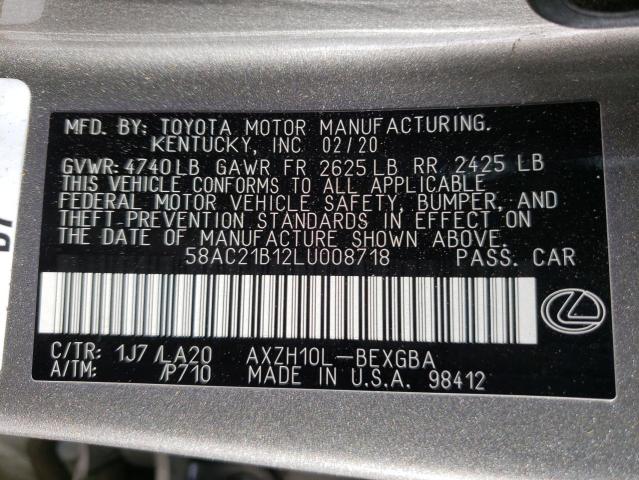 MFD. BY: TOYOTA MOTOR MANUFACTURING.
KENTUCKY, INC 02/20
GVWR: 4740LB GAWR FR 2625LB RR 2425 LB
THIS VEHICLE CONFORMS TO ALL APPLICABLE
FEDERAL MOTOR VEHICLE SAFETY, BUMPER, AND
THEFT-PREVENTION STANDARDS IN EFFECT ON
THE DATE OF MANUFACTURE SHOWN ABOVE.
58AC21B12LU008718 PASS. CAR
C/TR: 1J7 /LA20 AXZH10L-BEXGBA
A/TM: /P710 MADE IN U.S.A. 98412